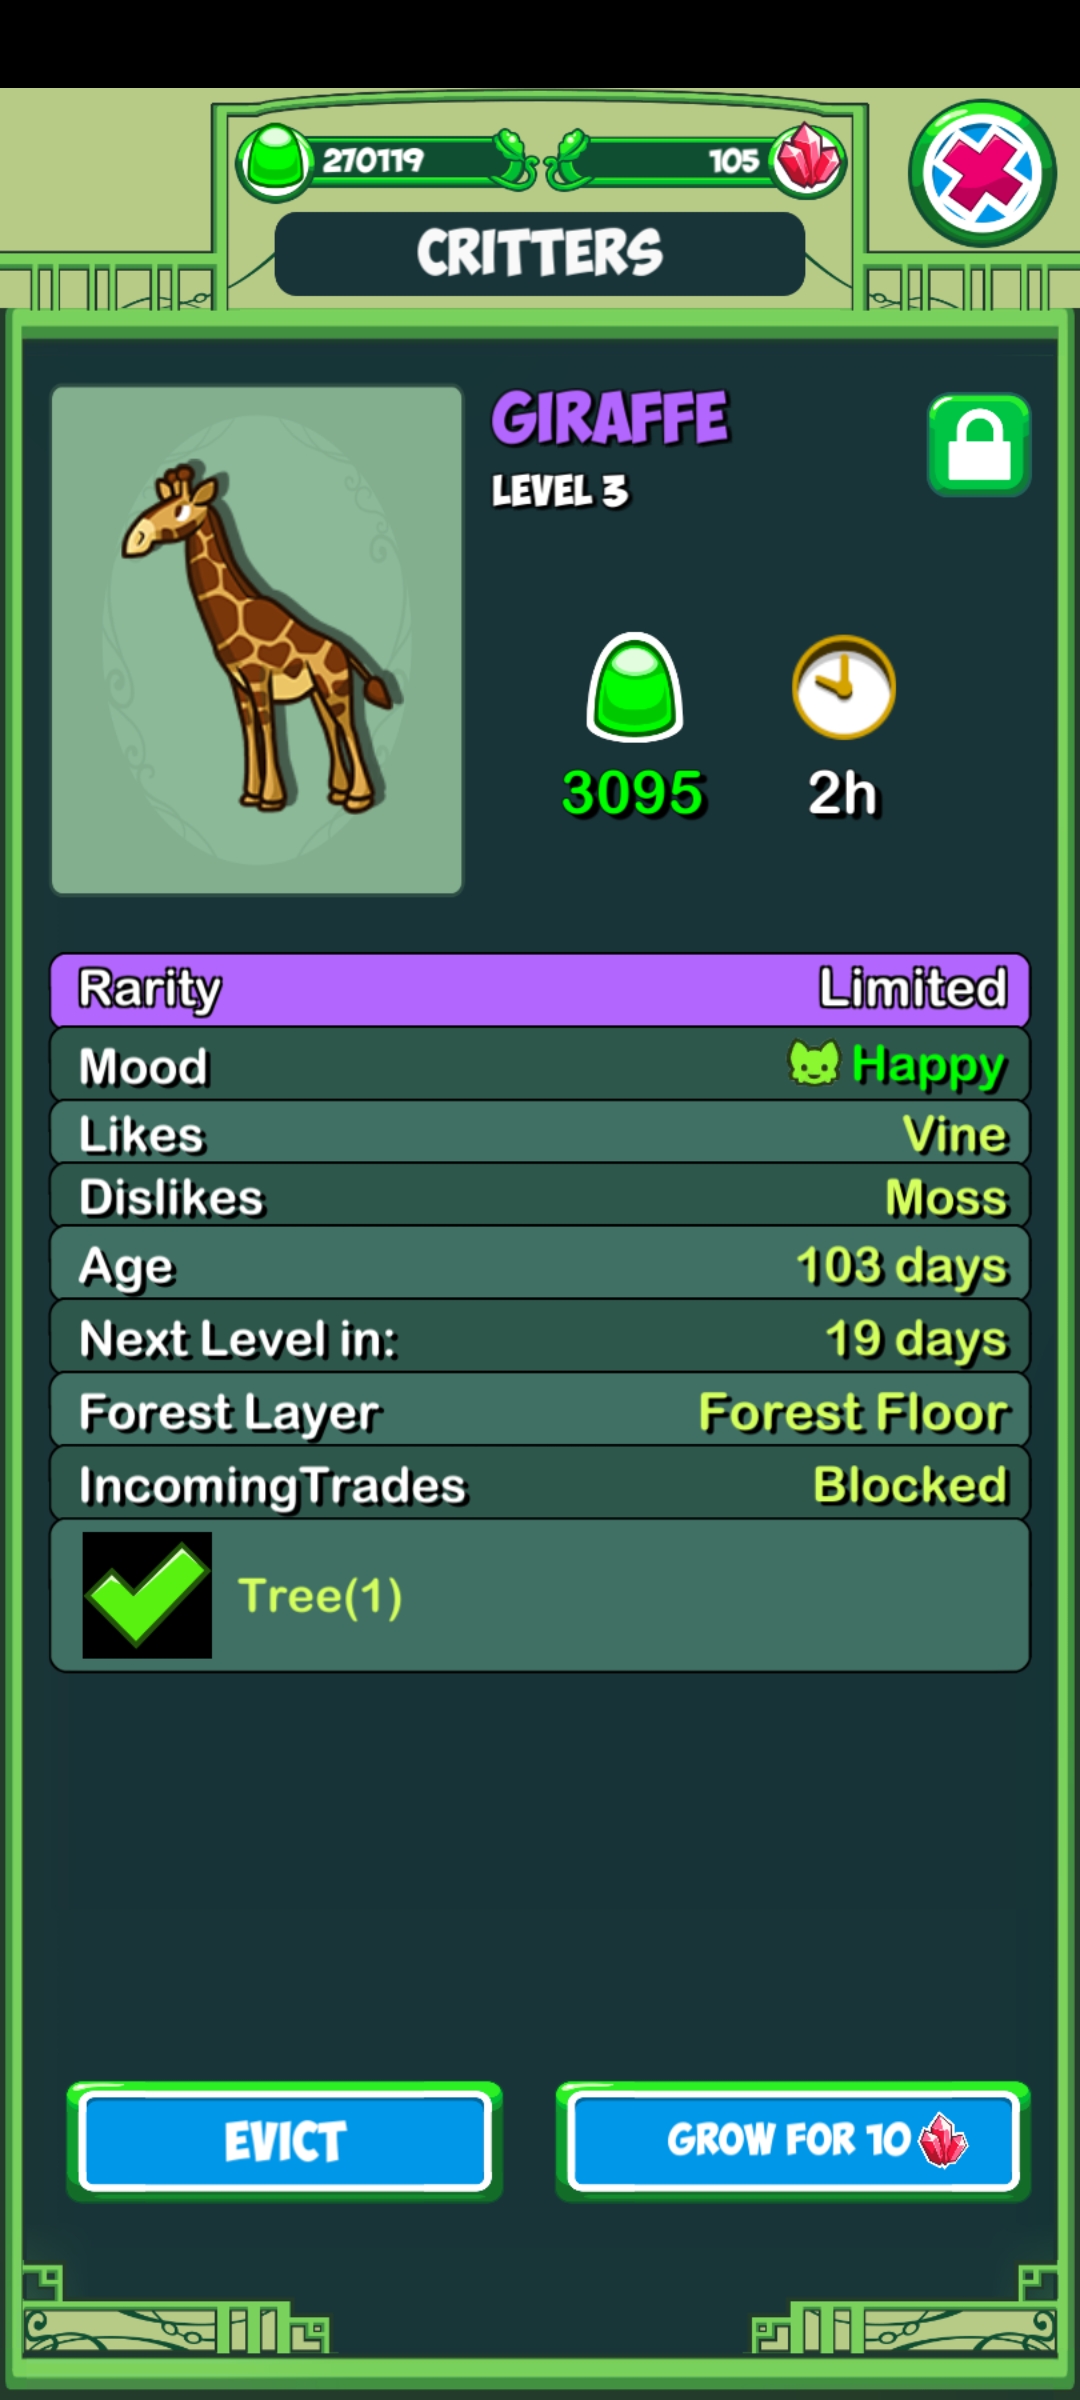 270119 105
CRITTERS
GIRAFFE
LEVEL 3
3095 2h
Rarity Limited
Mood Happy
Likes Vine
Dislikes Moss
Age 103 days
Next Level in: 19 days
Forest Layer Forest Floor
IncomingTrades Blocked
Tree(1)
EVICT GROW FOR 10